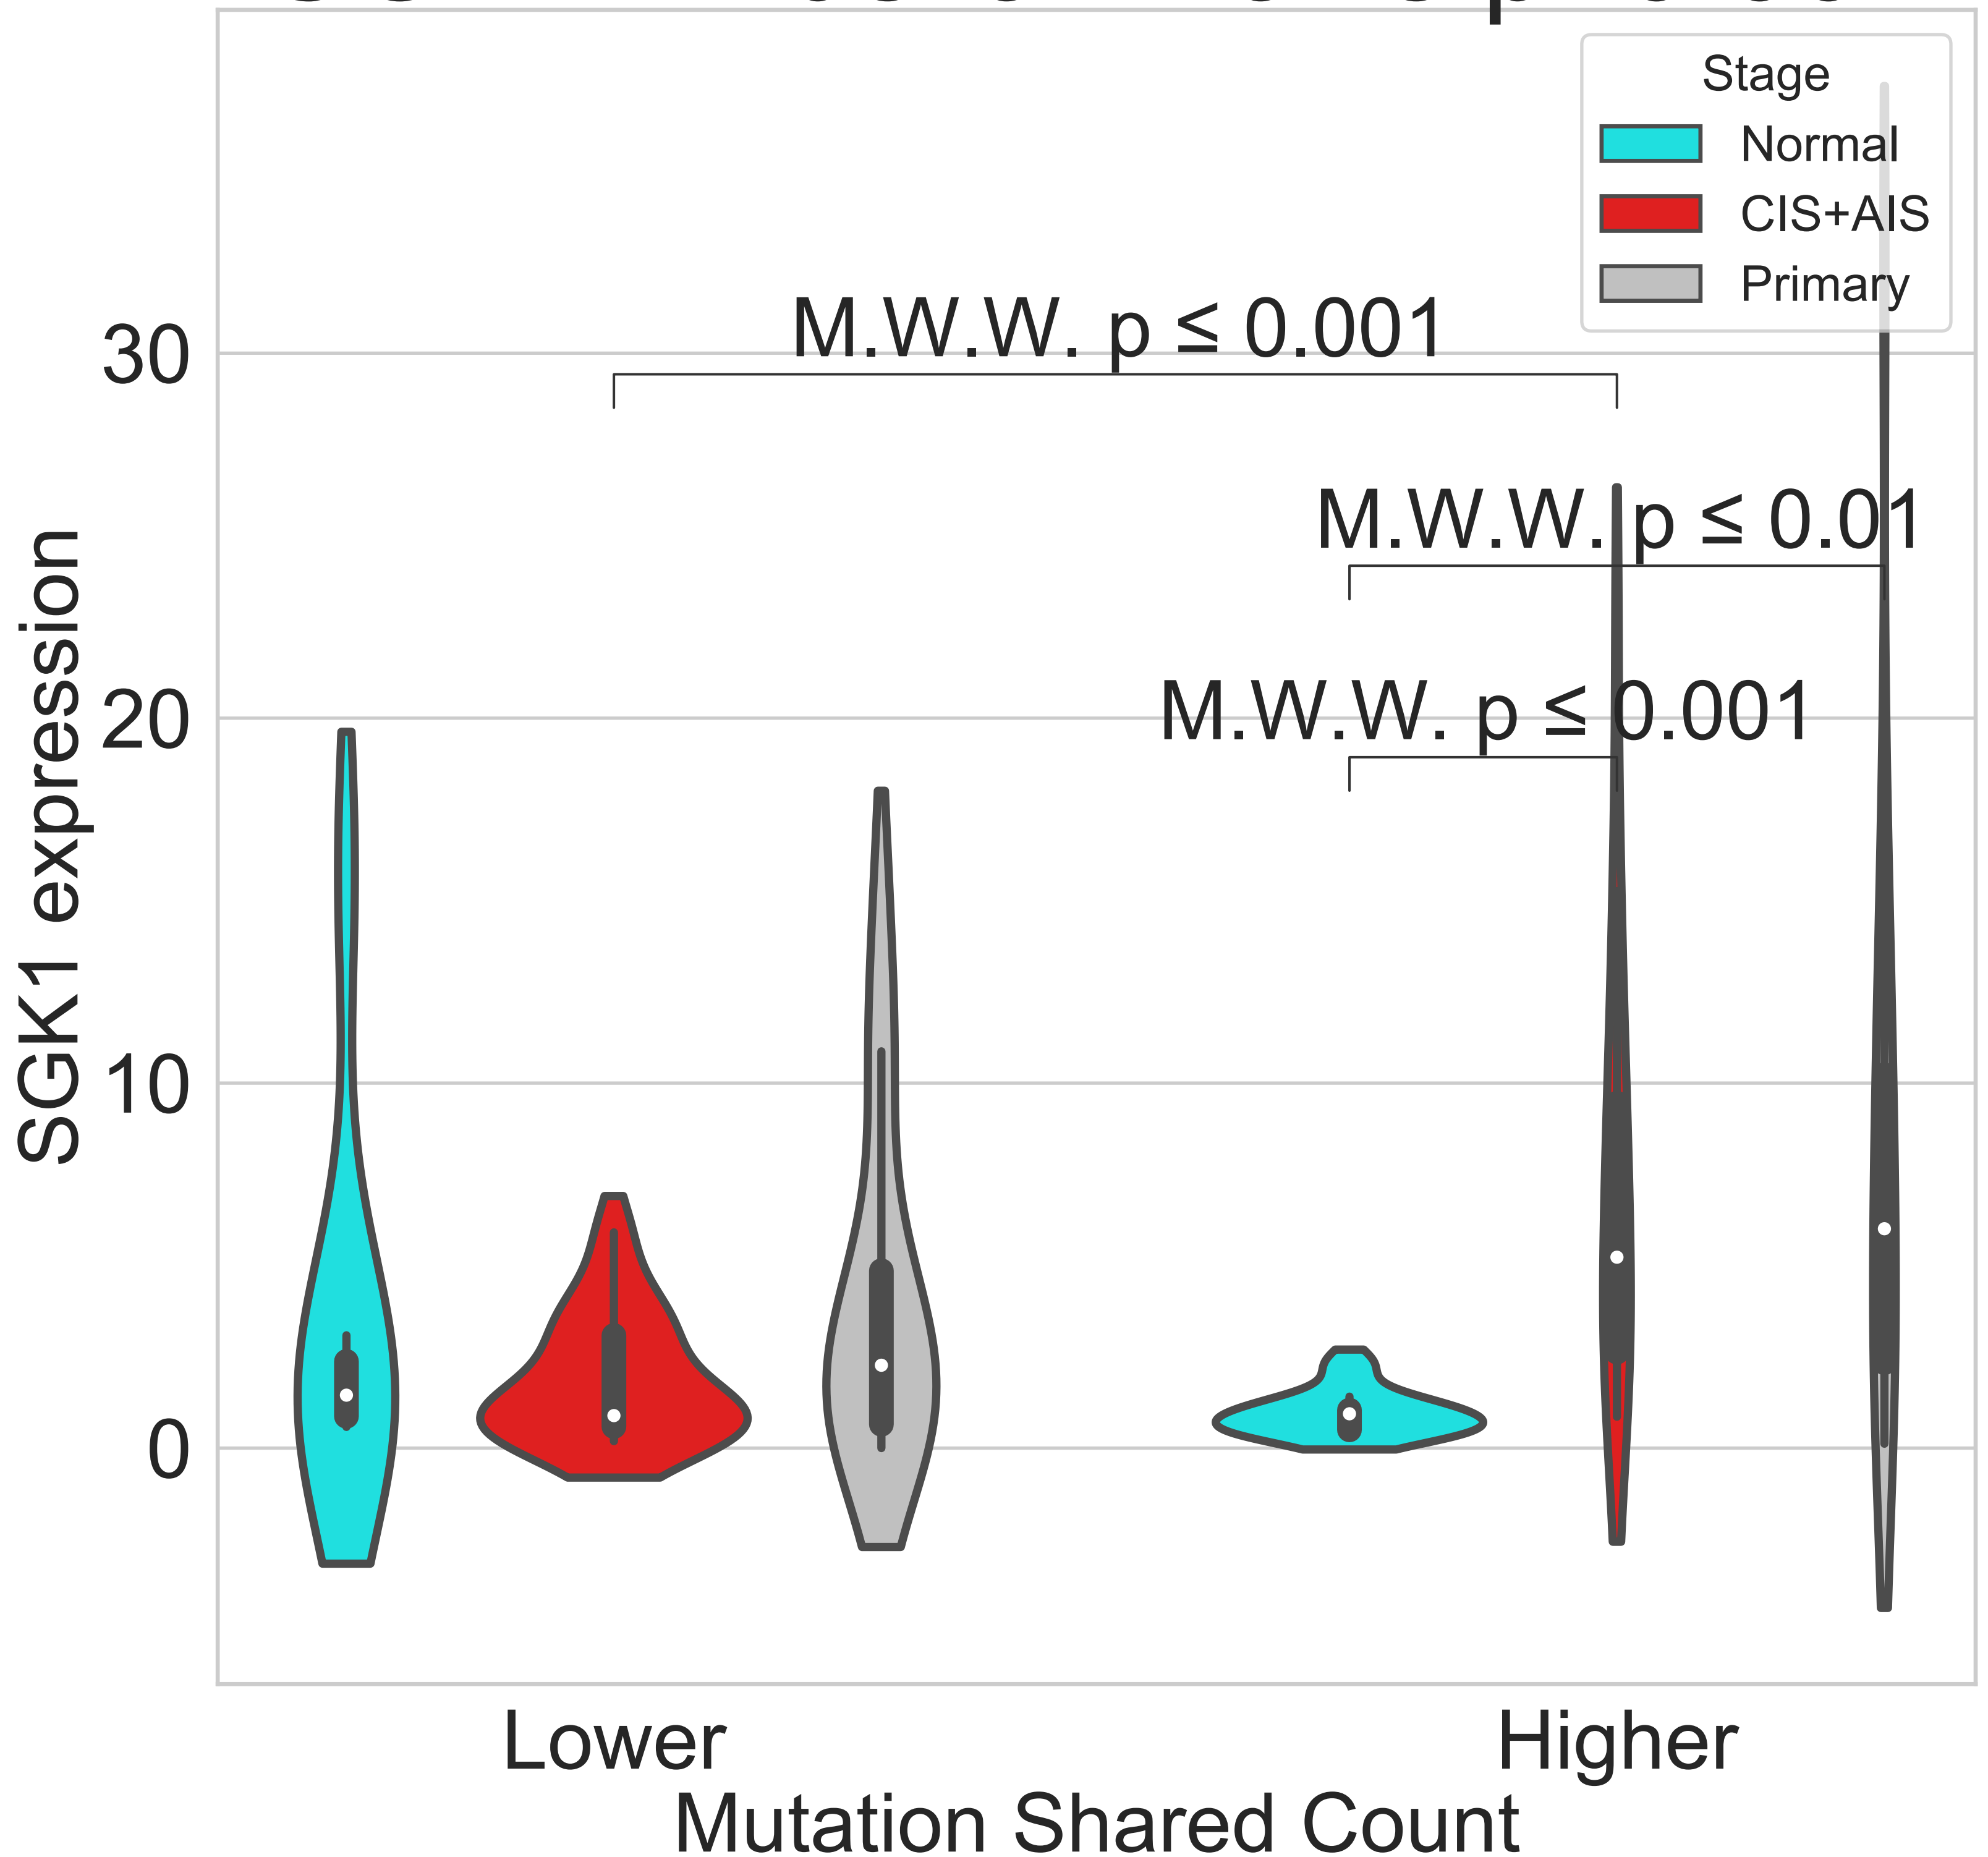 Stage
Normal
CIS+AIS
Primary
M.W.W. p ≤ 0.001
M.W.W. p ≤ 0.01
M.W.W. p ≤ 0.001
30
20
10
0
SGK1 expression
Lower
Higher
Mutation Shared Count